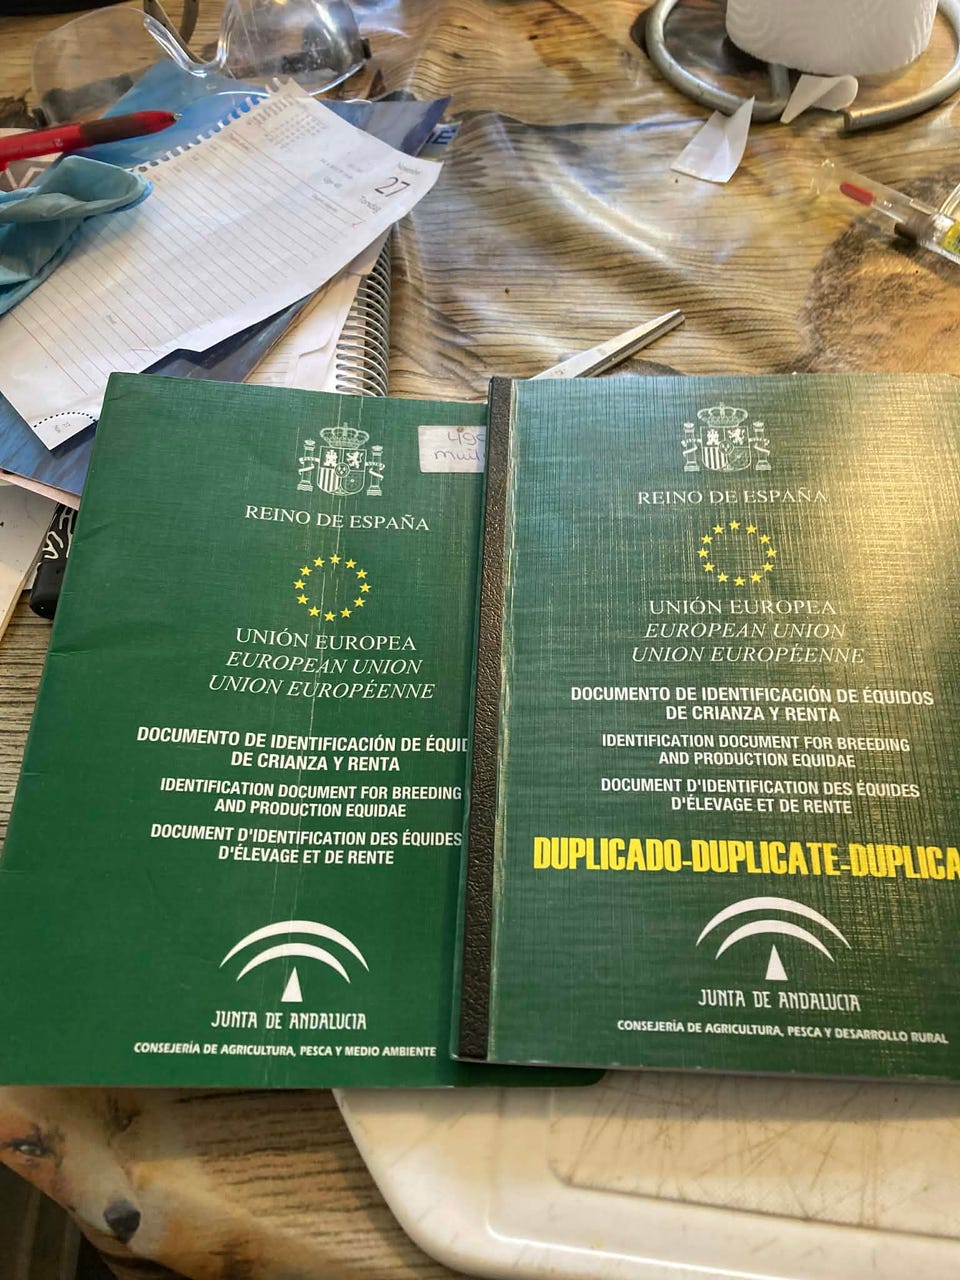 27
REINO DE ESPAÑA
UNIÓN EUROPEA
EUROPEAN UNION
UNION EUROPÉENNE
DOCUMENTO DE IDENTIFICACIÓN DE
DE CRIANZA Y RENTA
IDENTIFICATION DOCUMENT FOR BREEDING
AND PRODUCTION EQUIDAE
DOCUMENT D'IDENTIFICATION DES ÉQUIDES
D'ÉLEVAGE ET DE RENTE
JUNTA DE ANDALUCIA
CONSEJERÍA DE AGRICULTURA, PESCA Y MEDIO AMBIENTE
REINO DE ESPAÑA
UNIÓN EUROPEA
EUROPEAN UNION
UNION EUROPÉENNE
DOCUMENTO DE IDENTIFICACIÓN DE ÉQUIDOS
DE CRIANZA Y RENTA
IDENTIFICATION DOCUMENT FOR BREEDING
AND PRODUCTION EQUIDAE
DOCUMENT D'IDENTIFICATION DES ÉQUIDES
D'ÉLEVAGE ET DE RENTE
DUPLICADO-DUPLICATE-DUPLICA
JUNTA DE ANDALUCIA
CONSEJERÍA DE AGRICULTURA, PESCA Y DESARROLLO RURAL